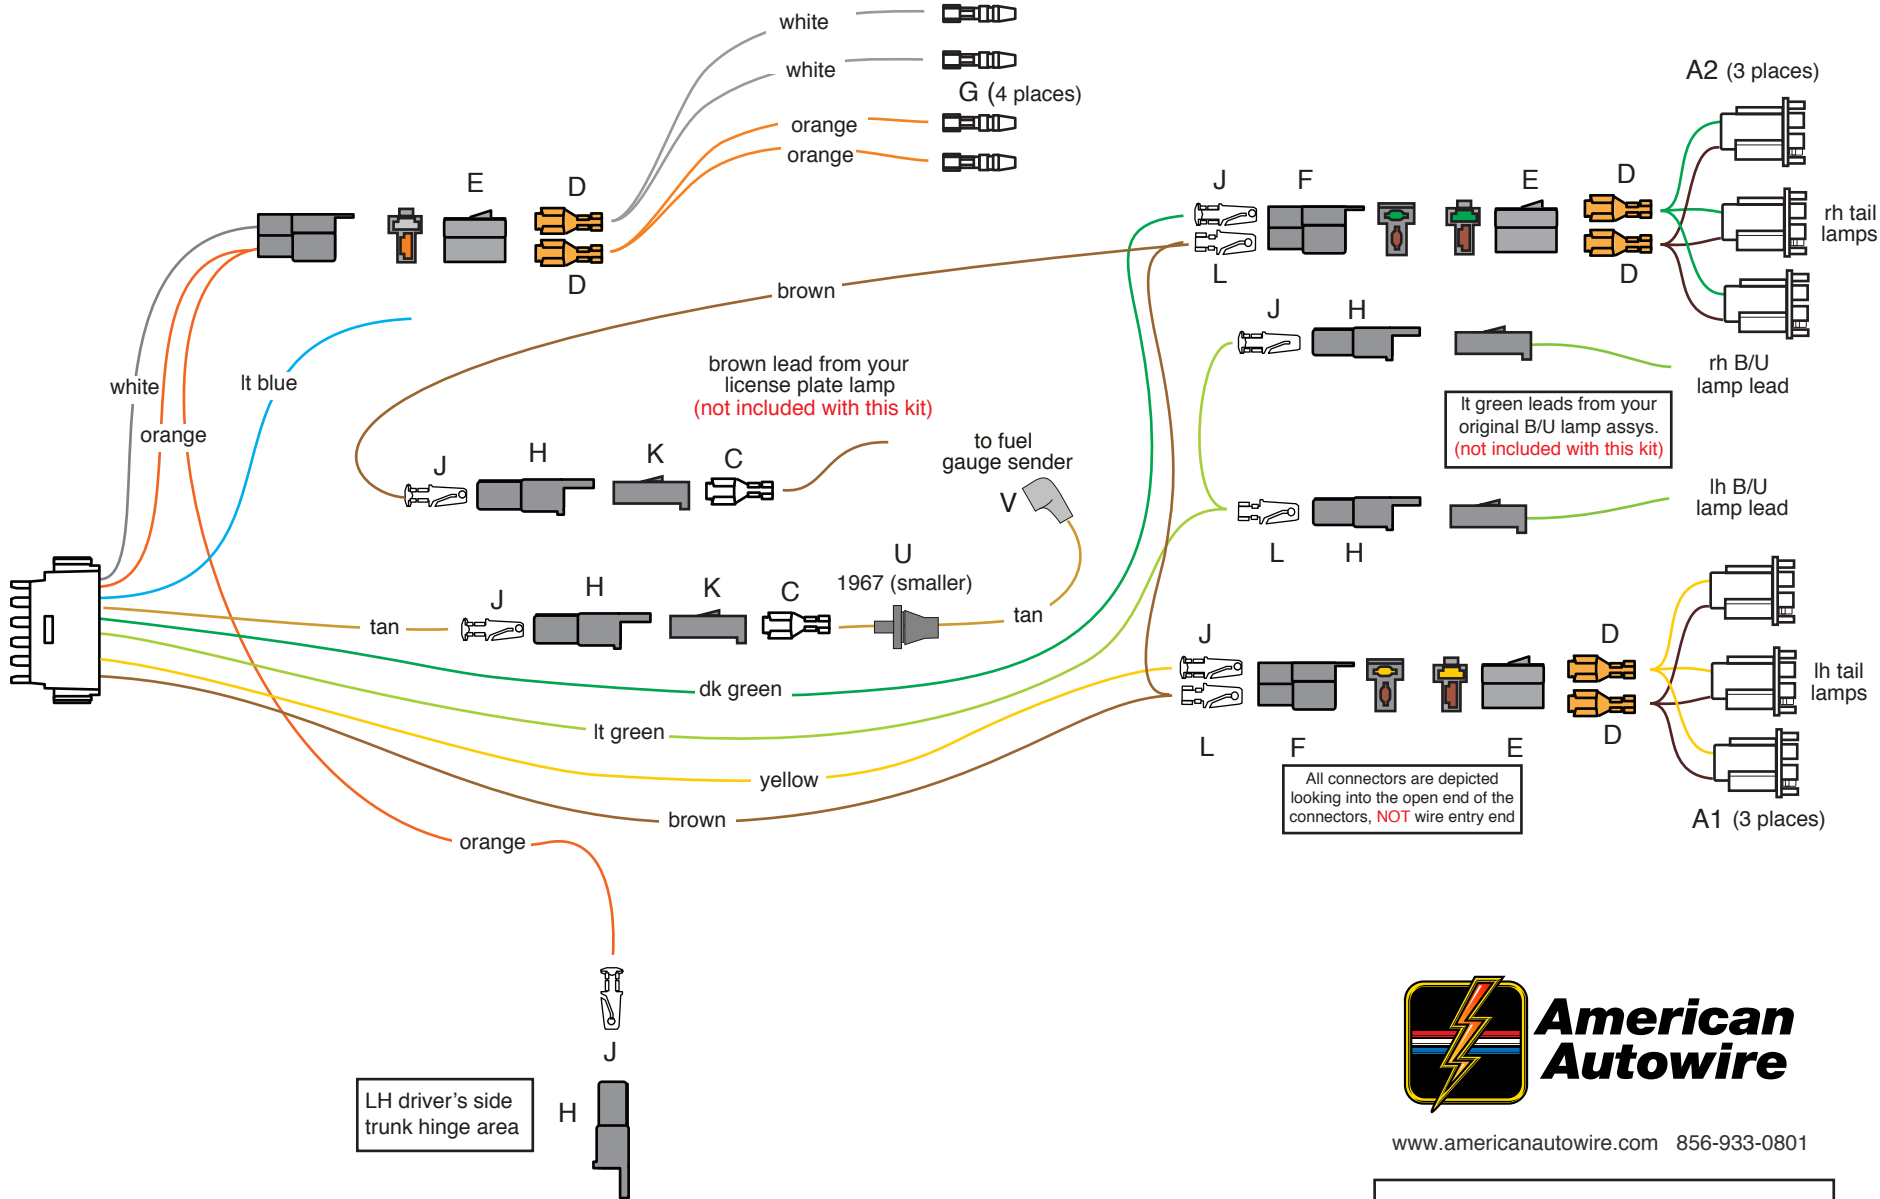 white
white
G (4 places)
orange
orange
E
D
D
white
orange
lt blue
brown
brown lead from your
license plate lamp
(not included with this kit)
J
H
K
C
to fuel
gauge sender
V
U
1967 (smaller)
tan
J
H
K
C
tan
dk green
lt green
yellow
brown
orange
J
H
LH driver's side
trunk hinge area
A2 (3 places)
J
F
E
D
L
D
rh tail
lamps
J
H
rh B/U
lamp lead
lt green leads from your
original B/U lamp assys.
(not included with this kit)
lh B/U
lamp lead
L
H
J
D
lh tail
lamps
L
F
E
D
A1 (3 places)
All connectors are depicted
looking into the open end of the
connectors, NOT wire entry end
American
Autowire
www.americanautowire.com 856-933-0801